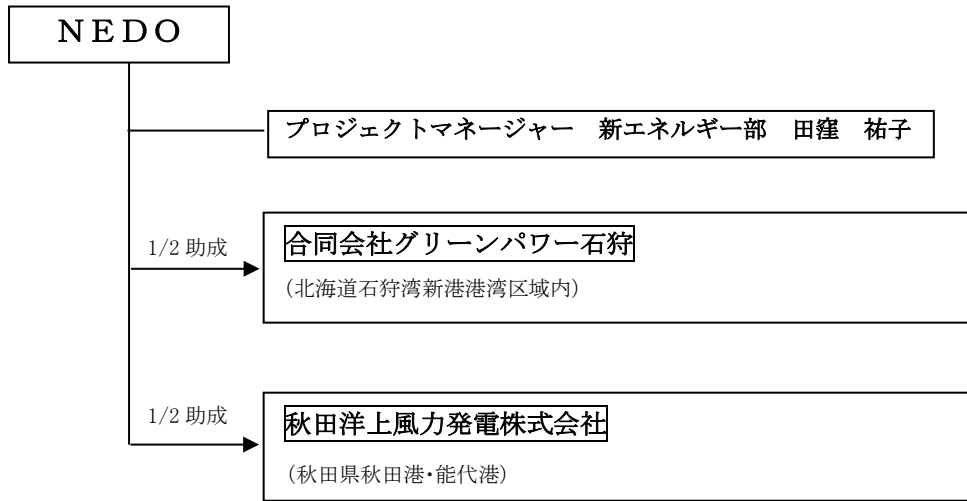 NEDO
プロジェクトマネージャー 新エネルギー部 田窪 祐子
1/2 助成
合同会社グリーンパワー石狩
(北海道石狩湾新港港湾区域内)
1/2 助成
秋田洋上風力発電株式会社
(秋田県秋田港・能代港)